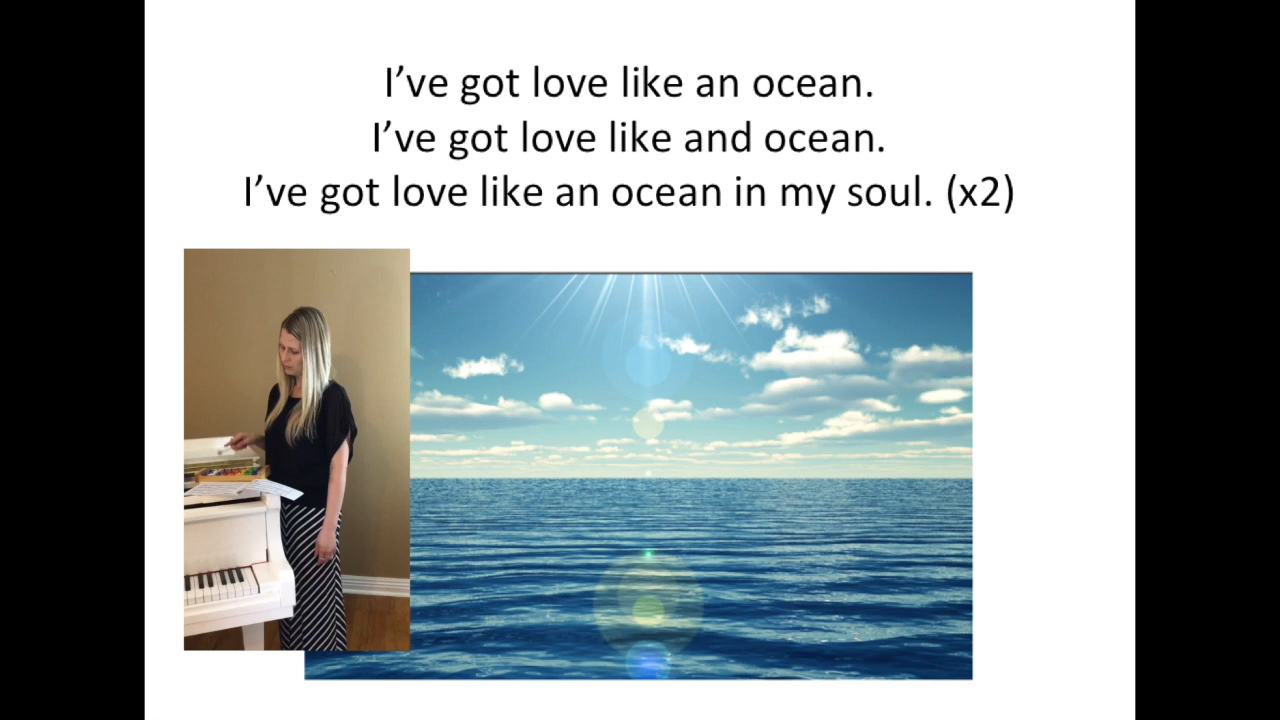 I’ve got love like an ocean.
I’ve got love like and ocean.
I’ve got love like an ocean in my soul. (x2)